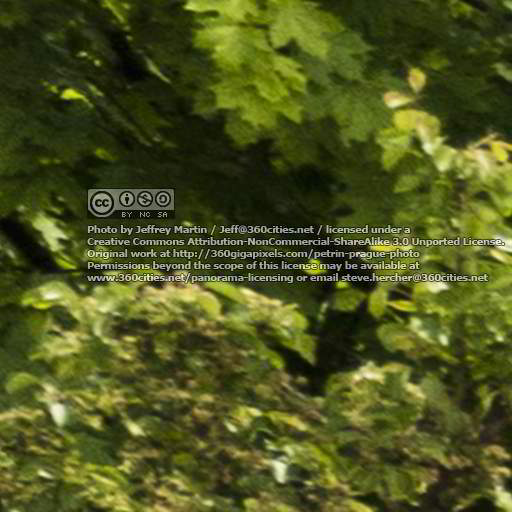 cc BY NC SA
Photo by Jeffrey Martin / Jeff@360cities.net / licensed under a
Creative Commons Attribution-NonCommercial-ShareAlike 3.0 Unported License.
Original work at http://360gigapixels.com/petrin-prague-photo
Permissions beyond the scope of this license may be available at
www.360cities.net/panorama-licensing or email steve.hercher@360cities.net